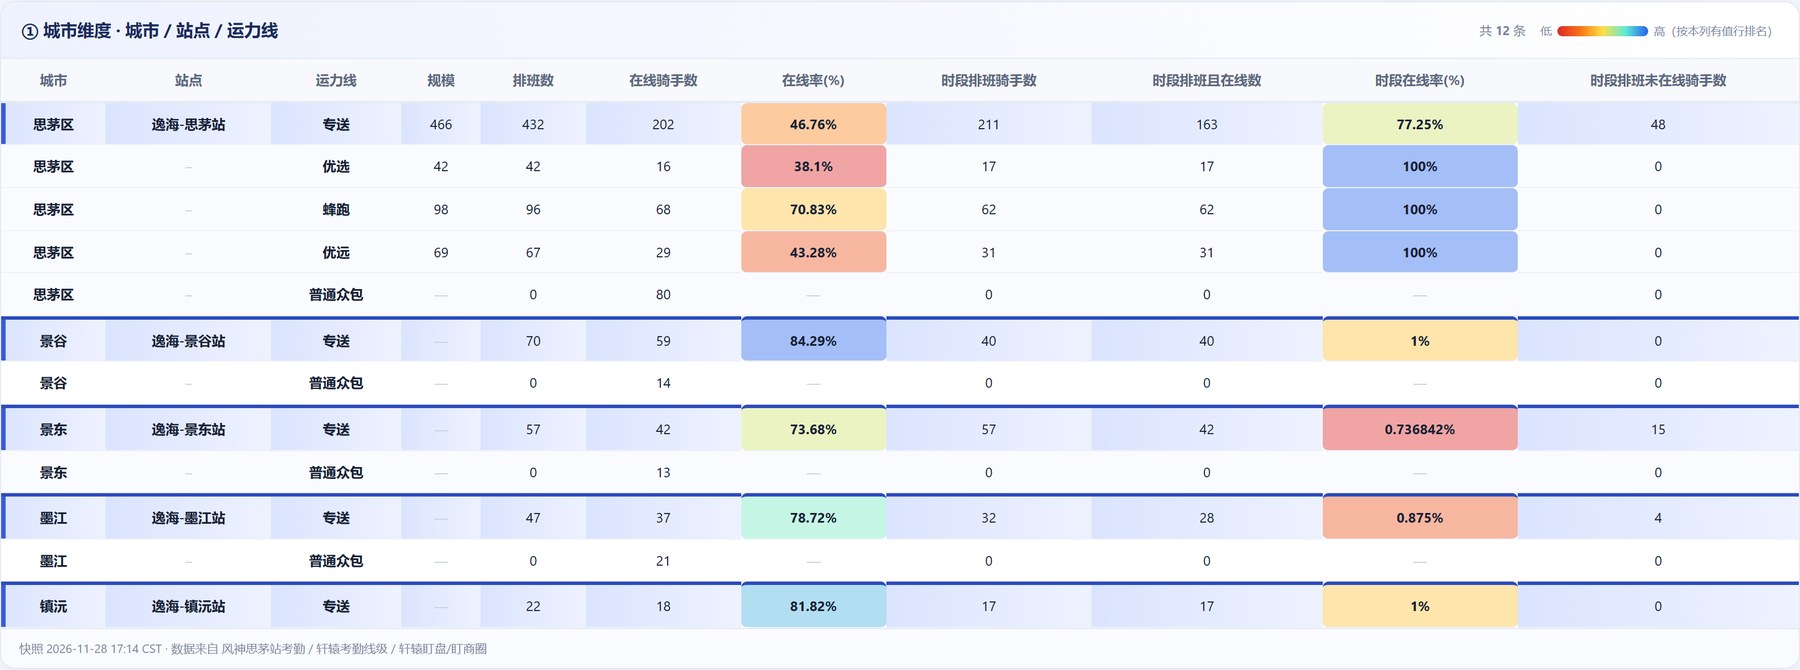 ① 城市维度 · 城市 / 站点 / 运力线 共 12 条 低 高 (按本列有值行排名)
城市 站点 运力线 规模 排班数 在线骑手数 在线率(%) 时段排班骑手数 时段排班且在线数 时段在线率(%) 时段排班未在线骑手数
思茅区 逸海-思茅站 专送 466 432 202 46.76% 211 163 77.25% 48
思茅区 – 优选 42 42 16 38.1% 17 17 100% 0
思茅区 – 蜂跑 98 96 68 70.83% 62 62 100% 0
思茅区 – 优远 69 67 29 43.28% 31 31 100% 0
思茅区 – 普通众包 — 0 80 — 0 0 — 0
景谷 逸海-景谷站 专送 — 70 59 84.29% 40 40 1% 0
景谷 – 普通众包 — 0 14 — 0 0 — 0
景东 逸海-景东站 专送 — 57 42 73.68% 57 42 0.736842% 15
景东 – 普通众包 — 0 13 — 0 0 — 0
墨江 逸海-墨江站 专送 — 47 37 78.72% 32 28 0.875% 4
墨江 – 普通众包 — 0 21 — 0 0 — 0
镇沅 逸海-镇沅站 专送 — 22 18 81.82% 17 17 1% 0
快照 2026-11-28 17:14 CST · 数据来自 风神思茅站考勤 / 轩辕考勤线级 / 轩辕盯盘/盯商圈